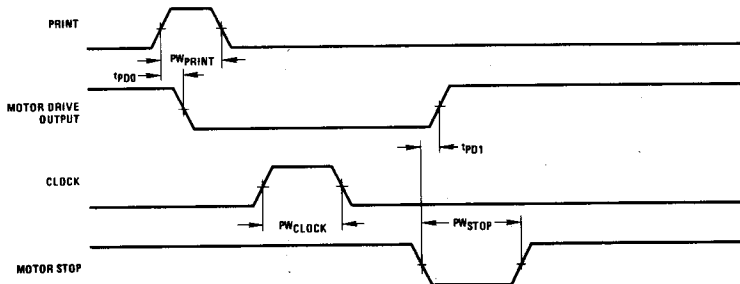 PRINT
PWPRINT
tPD0
MOTOR DRIVE
OUTPUT
tPD1
CLOCK
PWCLOCK
PWSTOP
MOTOR STOP